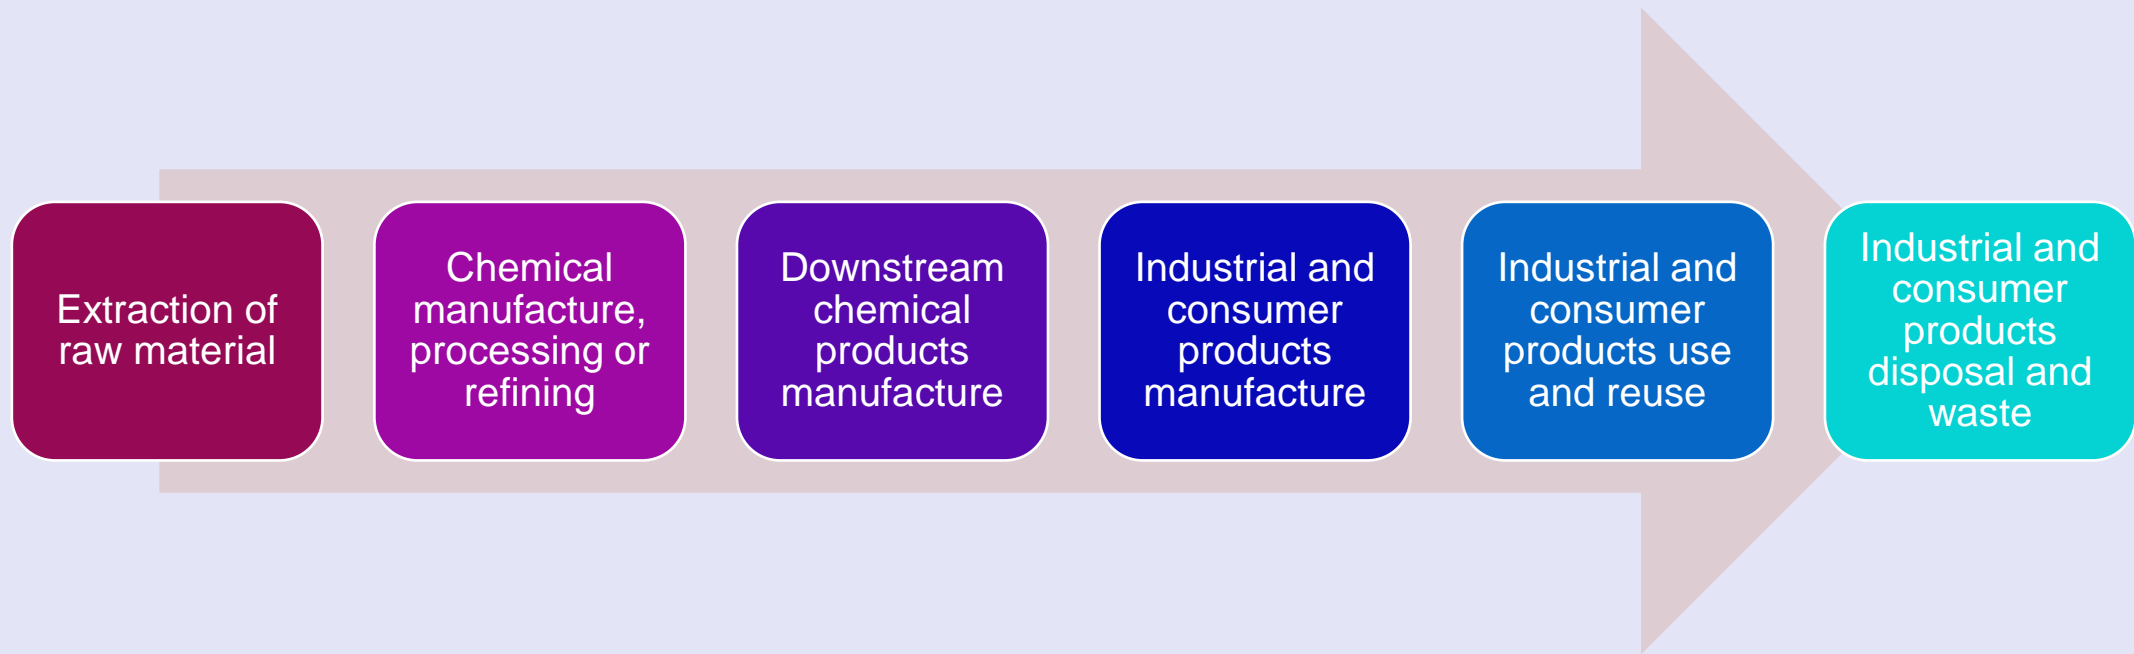 Extraction of
raw material
Chemical
manufacture,
processing or
refining
Downstream
chemical
products
manufacture
Industrial and
consumer
products
manufacture
Industrial and
consumer
products use
and reuse
Industrial and
consumer
products
disposal and
waste